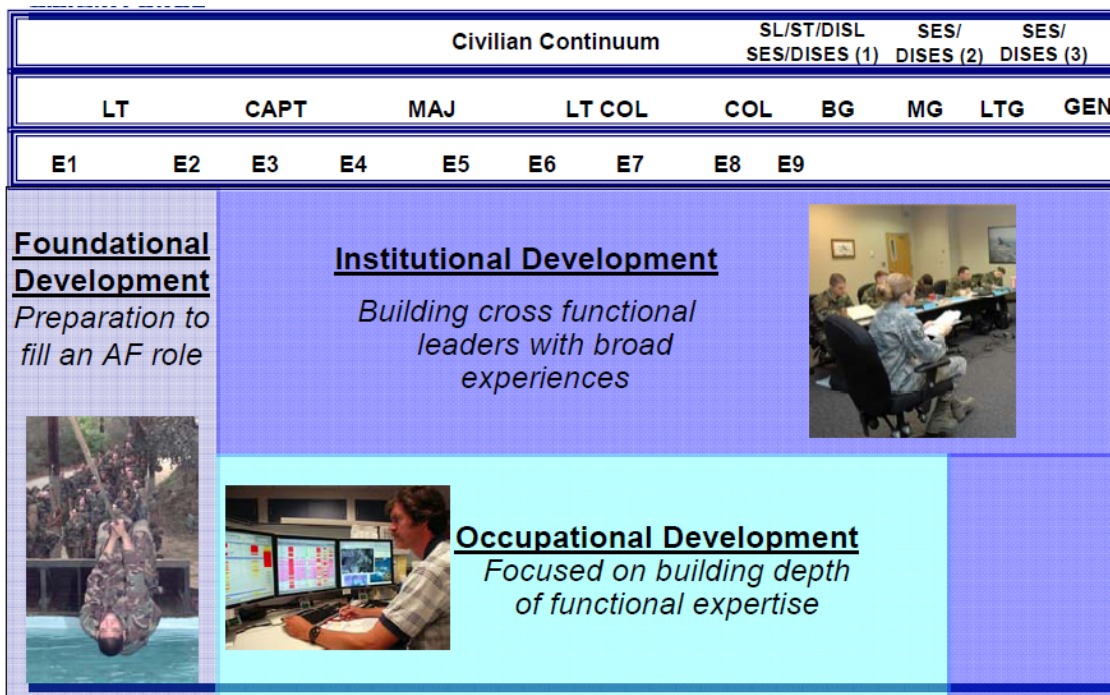 SL/ST/DISL SES/ SES/
Civilian Continuum SES/DISES (1) DISES (2) DISES (3)
LT CAPT MAJ LT COL COL BG MG LTG GEN
E1 E2 E3 E4 E5 E6 E7 E8 E9
Foundational
Development
Preparation to
fill an AF role
Institutional Development
Building cross functional
leaders with broad
experiences
Occupational Development
Focused on building depth
of functional expertise